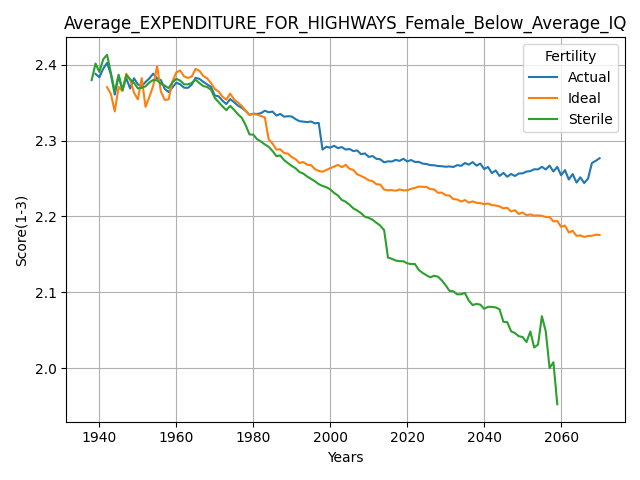 Average_EXPENDITURE_FOR_HIGHWAYS_Female_Below_Average_IQ
Fertility
Actual
Ideal
Sterile
Score(1-3)
2.4
2.3
2.2
2.1
2.0
1940 1960 1980 2000 2020 2040 2060
Years